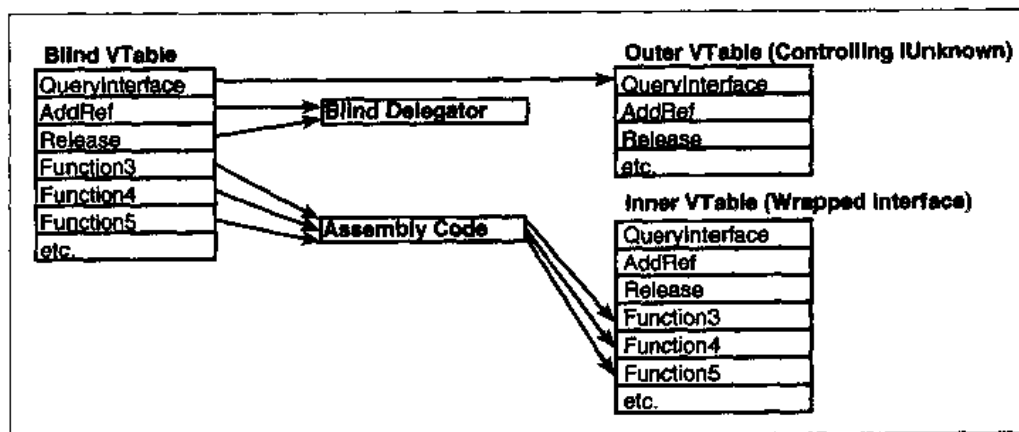 Blind VTable
QueryInterface
AddRef
Release
Function3
Function4
Function5
etc.
Blind Delegator
Assembly Code
Outer VTable (Controlling IUnknown)
QueryInterface
AddRef
Release
etc.
Inner VTable (Wrapped Interface)
QueryInterface
AddRef
Release
Function3
Function4
Function5
etc.